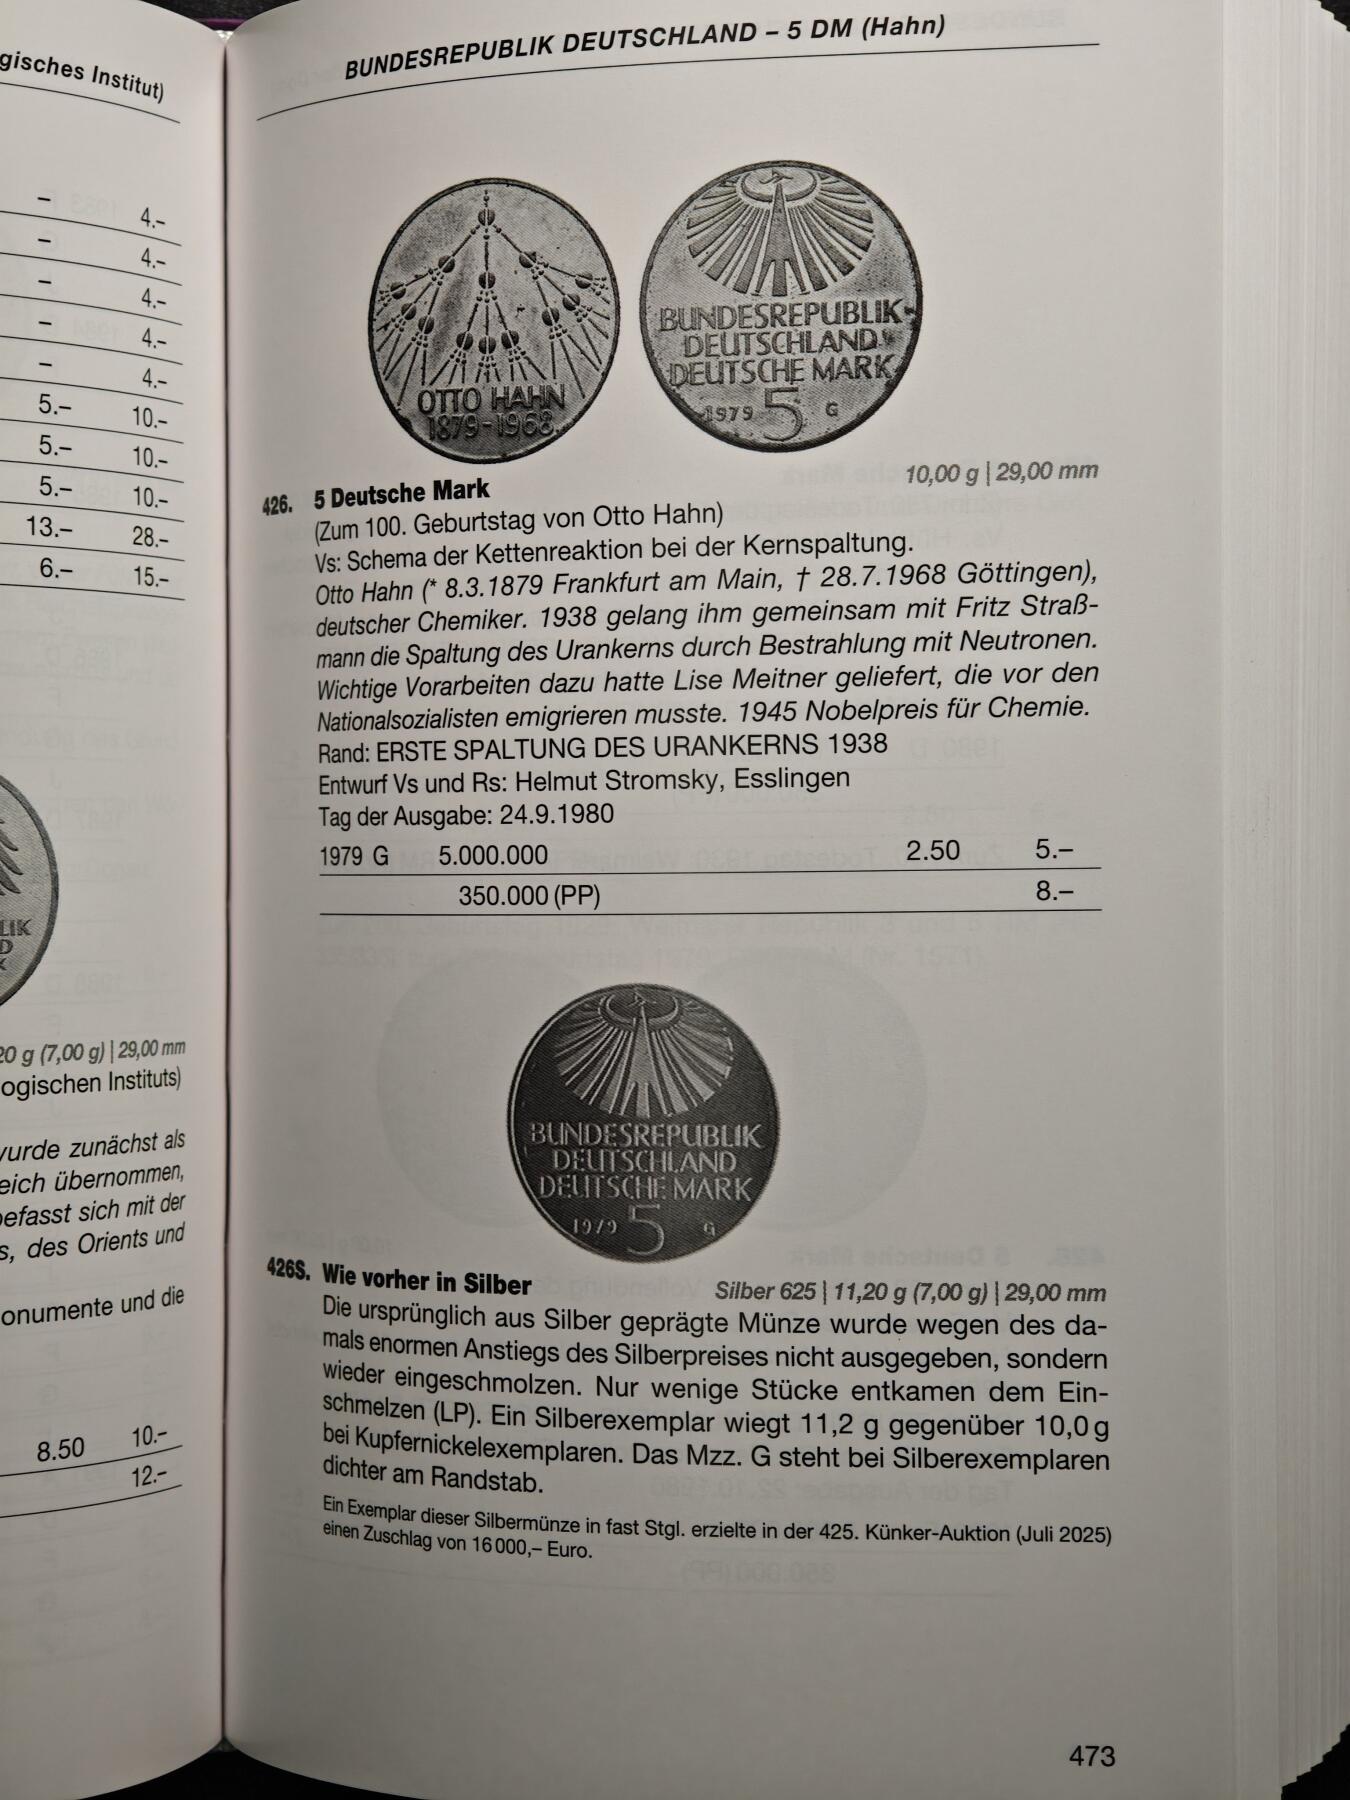 gisches Institut)
– 4.–
– 4.–
– 4.–
– 4.–
– 4.–
5.– 10.–
5.– 10.–
5.– 10.–
13.– 28.–
6.– 15.–
LIK
D
K
20 g (7,00 g) | 29,00 mm
ogischen Instituts)
wurde zunächst als
eich übernommen,
befasst sich mit der
s, des Orients und
onumente und die
8.50 10.–
12.–
BUNDESREPUBLIK DEUTSCHLAND – 5 DM (Hahn)
OTTO HAHN
1879-1968
BUNDESREPUBLIK
DEUTSCHLAND
DEUTSCHE MARK
1979 5 G
10,00 g | 29,00 mm
426. 5 Deutsche Mark
(Zum 100. Geburtstag von Otto Hahn)
Vs: Schema der Kettenreaktion bei der Kernspaltung.
Otto Hahn (* 8.3.1879 Frankfurt am Main, † 28.7.1968 Göttingen),
deutscher Chemiker. 1938 gelang ihm gemeinsam mit Fritz Straß-
mann die Spaltung des Urankerns durch Bestrahlung mit Neutronen.
Wichtige Vorarbeiten dazu hatte Lise Meitner geliefert, die vor den
Nationalsozialisten emigrieren musste. 1945 Nobelpreis für Chemie.
Rand: ERSTE SPALTUNG DES URANKERNS 1938
Entwurf Vs und Rs: Helmut Stromsky, Esslingen
Tag der Ausgabe: 24.9.1980
1979 G 5.000.000 2.50 5.–
350.000 (PP) 8.–
BUNDESREPUBLIK
DEUTSCHLAND
DEUTSCHE MARK
1979 5 G
426S. Wie vorher in Silber Silber 625 | 11,20 g (7,00 g) | 29,00 mm
Die ursprünglich aus Silber geprägte Münze wurde wegen des da-
mals enormen Anstiegs des Silberpreises nicht ausgegeben, sondern
wieder eingeschmolzen. Nur wenige Stücke entkamen dem Ein-
schmelzen (LP). Ein Silberexemplar wiegt 11,2 g gegenüber 10,0 g
bei Kupfernickelexemplaren. Das Mzz. G steht bei Silberexemplaren
dichter am Randstab.
Ein Exemplar dieser Silbermünze in fast Stgl. erzielte in der 425. Künker-Auktion (Juli 2025)
einen Zuschlag von 16 000,– Euro.
473